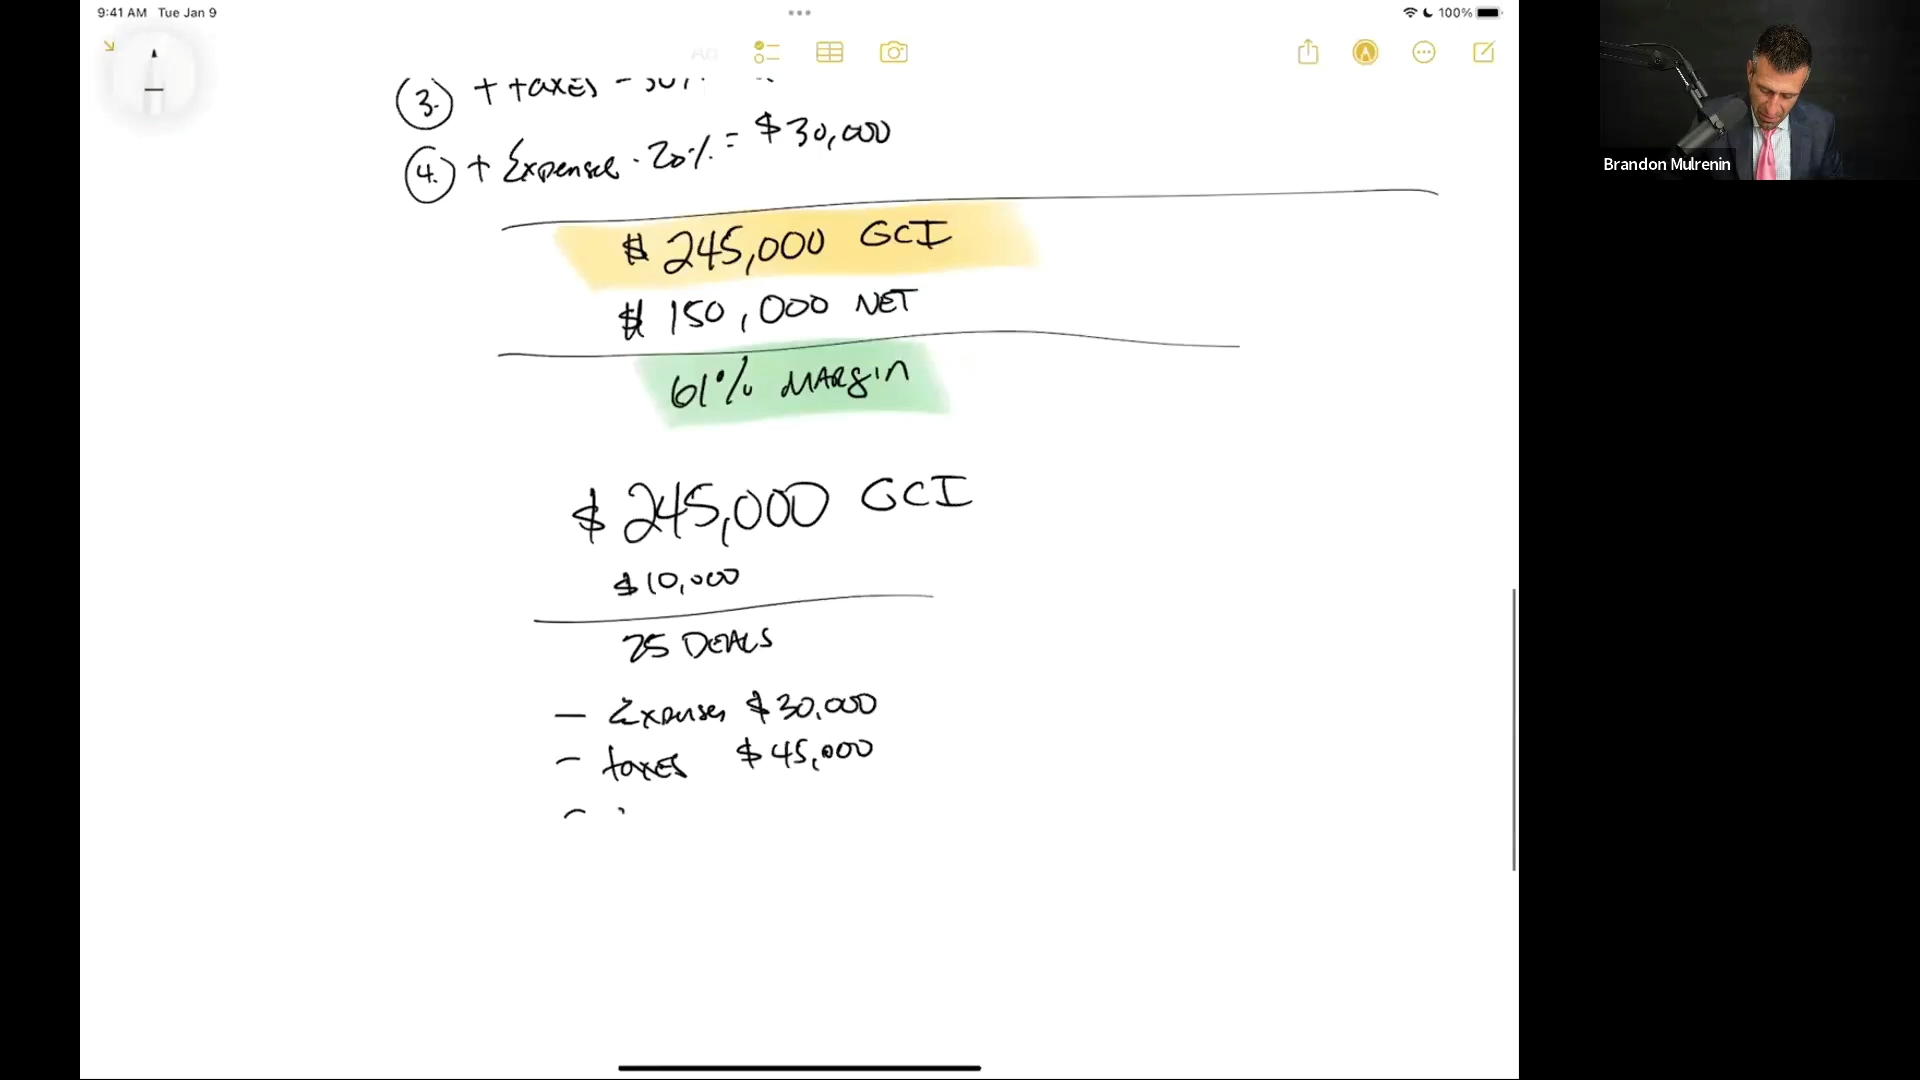 9:41 AM Tue Jan 9
100%
Brandon Mulrenin
3. + taxes -
4. + Expenses · 20% = $30,000
$ 245,000 GCI
$ 150,000 NET
61% MARGIN
$ 245,000 GCI
$10,000
25 DEALS
— Expenses $30,000
– taxes $45,000
–